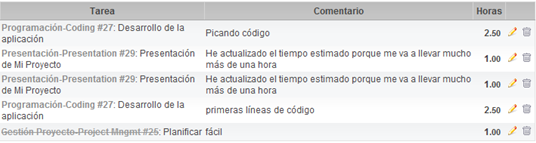 Tarea Comentario Horas
Programación-Coding #27: Desarrollo de la
aplicación
Picando código
2.50
Presentación-Presentation #29: Presentación
de Mi Proyecto
He actualizado el tiempo estimado porque me va a llevar mucho
más de una hora
1.00
Presentación-Presentation #29: Presentación
de Mi Proyecto
He actualizado el tiempo estimado porque me va a llevar mucho
más de una hora
1.00
Programación-Coding #27: Desarrollo de la
aplicación
primeras líneas de código
2.50
Gestión Proyecto-Project Mngmt #25: Planificar fácil
1.00